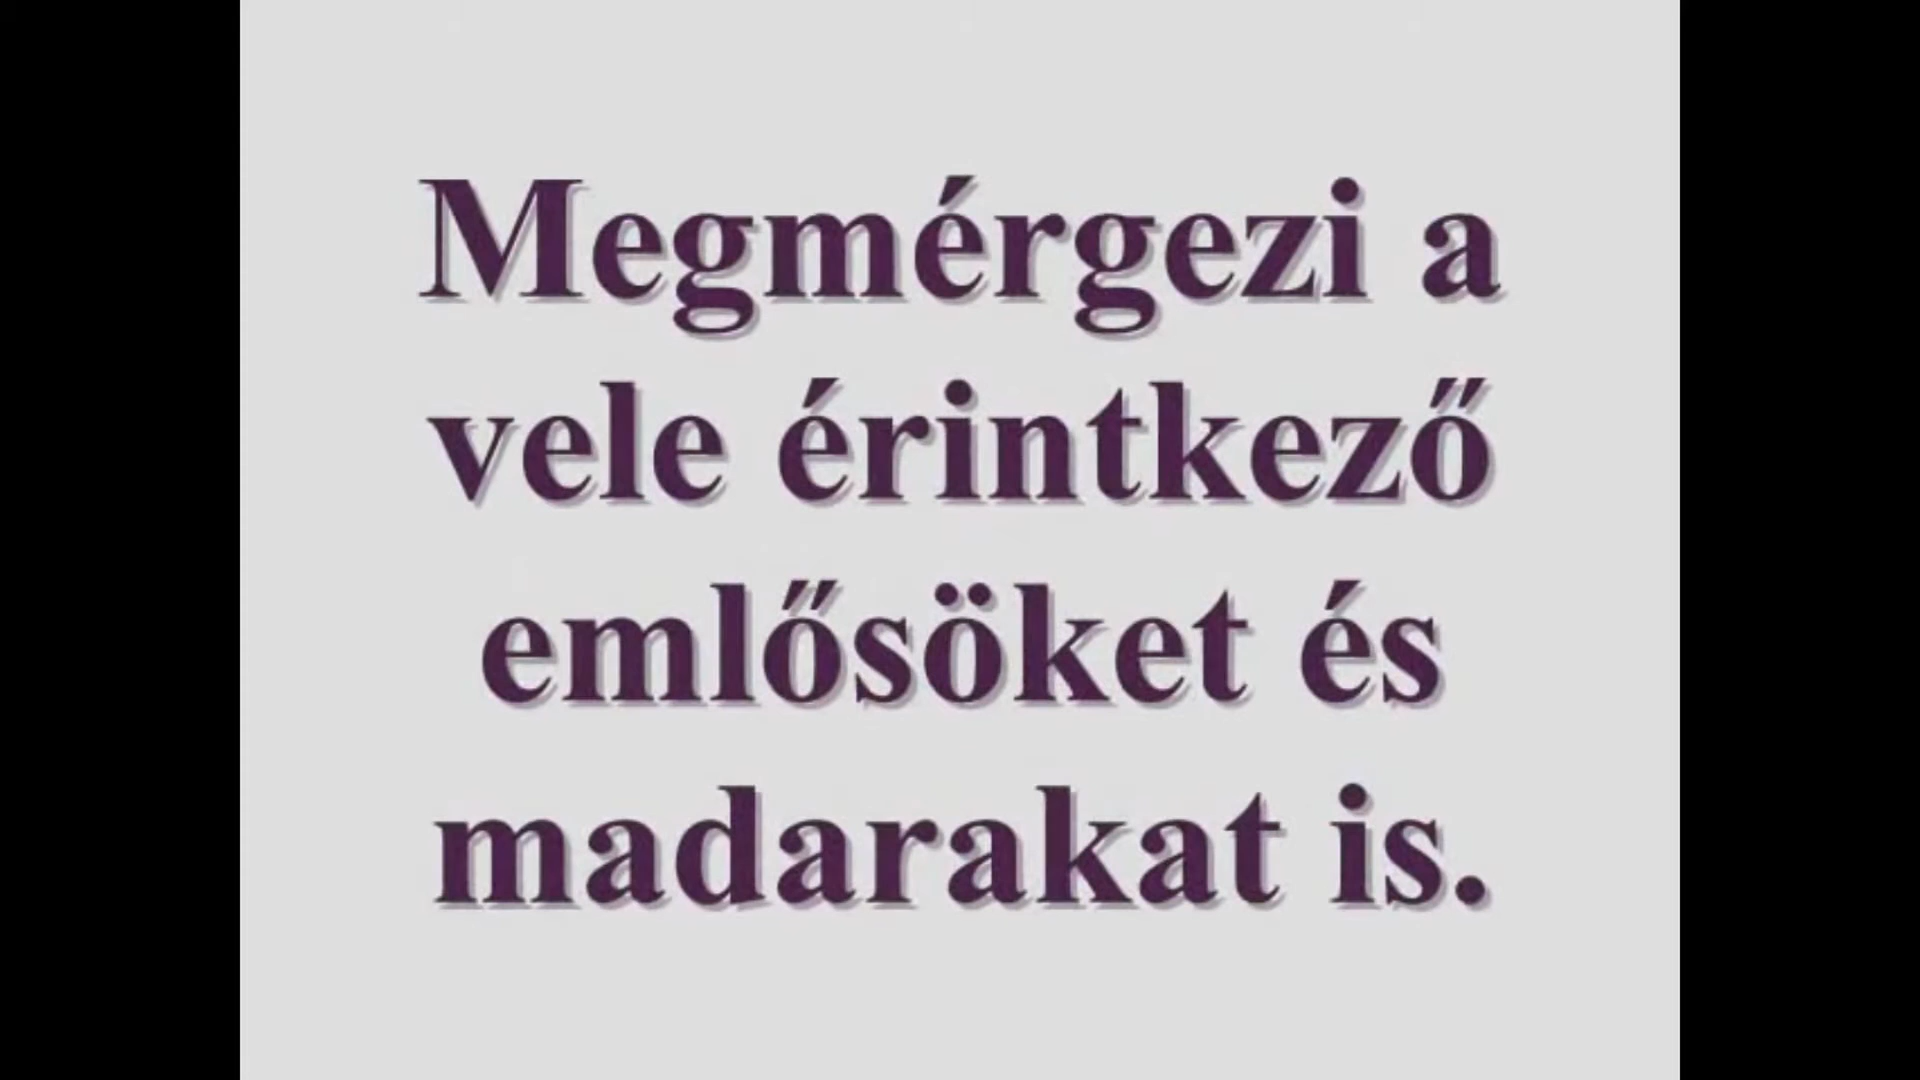 Megmérgezi a
vele érintkező
emlősöket és
madarakat is.